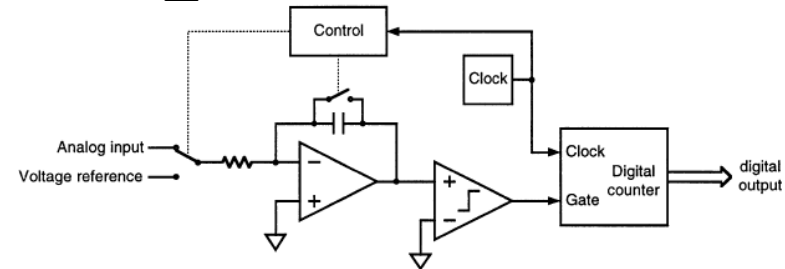 Control
Clock
Analog input
Voltage reference
−
+
+
−
Clock
Digital
counter
Gate
digital
output